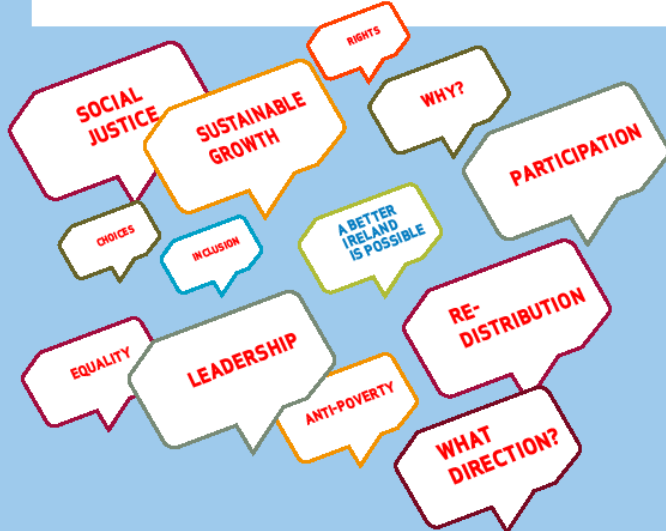 RIGHTS
SOCIAL
JUSTICE
SUSTAINABLE
GROWTH
WHY?
PARTICIPATION
CHOICES
INCLUSION
A BETTER
IRELAND
IS POSSIBLE
RE-
DISTRIBUTION
EQUALITY
LEADERSHIP
ANTI-POVERTY
WHAT
DIRECTION?